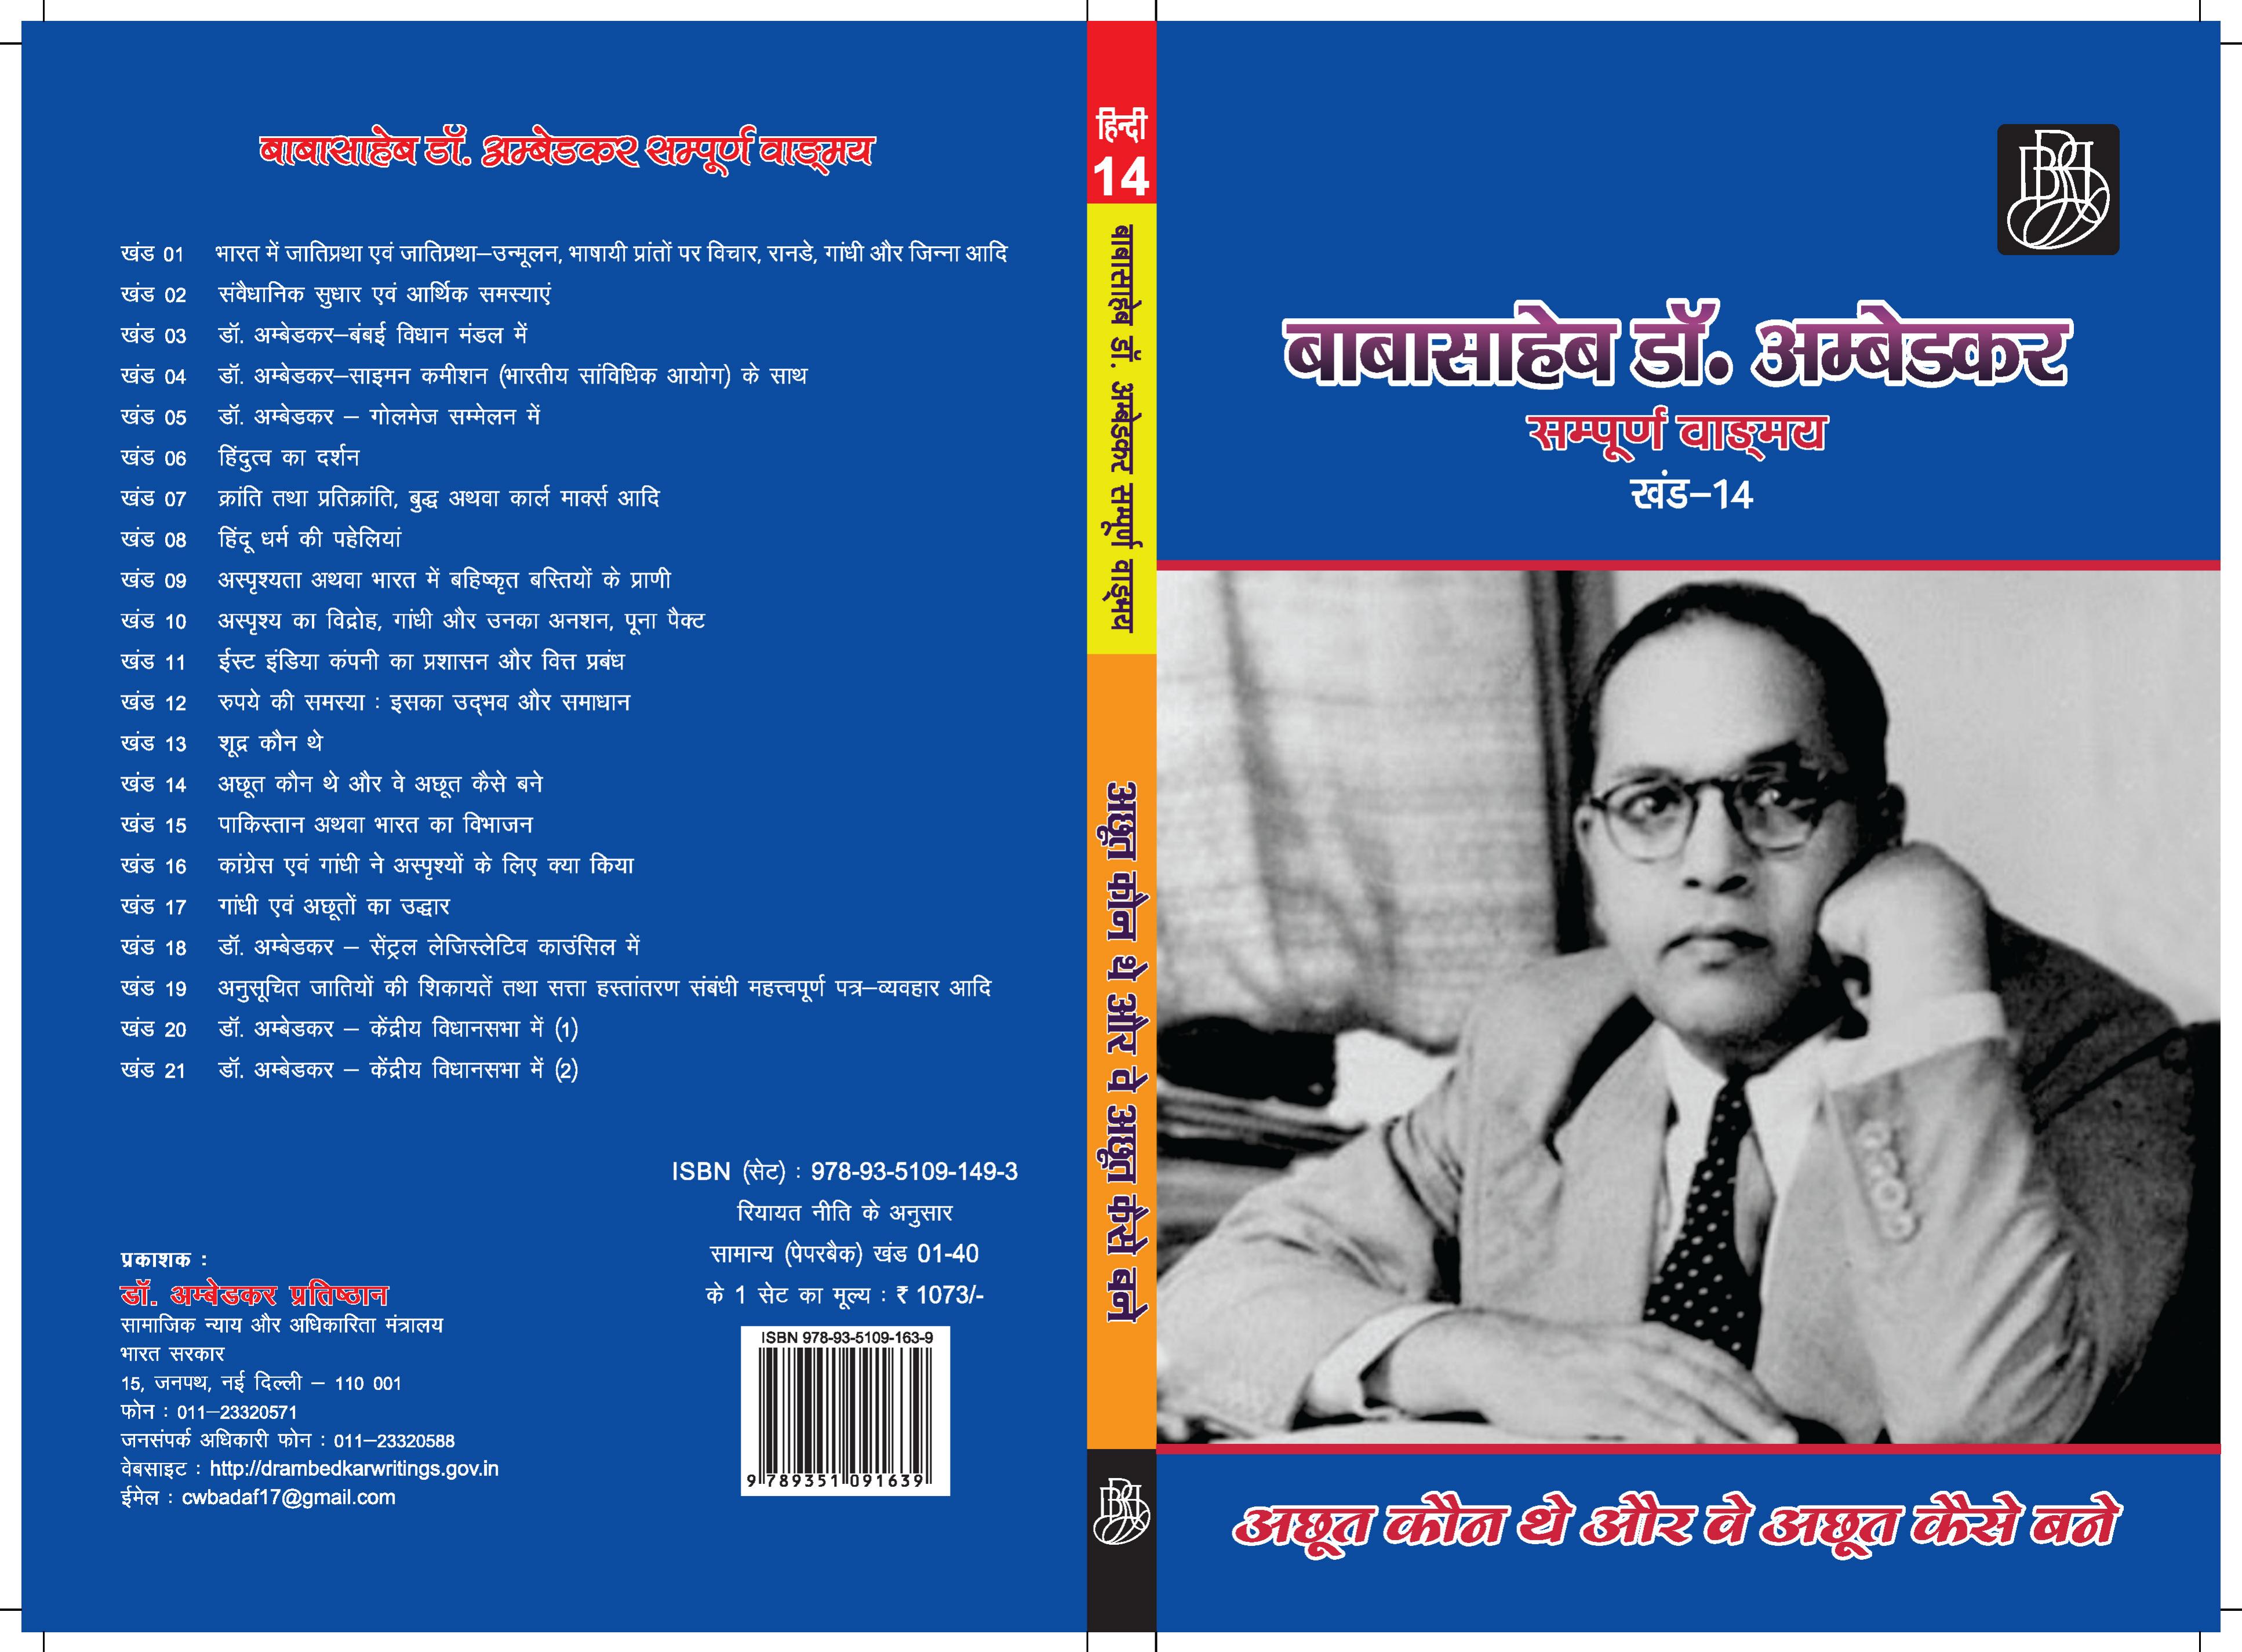 बाबासाहेब डॉ. अम्बेडकर सम्पूर्ण वाङ्मय
खंड 01 भारत में जातिप्रथा एवं जातिप्रथा–उन्मूलन, भाषायी प्रांतों पर विचार, रानडे, गांधी और जिन्ना आदि
खंड 02 संवैधानिक सुधार एवं आर्थिक समस्याएं
खंड 03 डॉ. अम्बेडकर–बंबई विधान मंडल में
खंड 04 डॉ. अम्बेडकर–साइमन कमीशन (भारतीय सांविधिक आयोग) के साथ
खंड 05 डॉ. अम्बेडकर – गोलमेज सम्मेलन में
खंड 06 हिंदुत्व का दर्शन
खंड 07 क्रांति तथा प्रतिक्रांति, बुद्ध अथवा कार्ल मार्क्स आदि
खंड 08 हिंदू धर्म की पहेलियां
खंड 09 अस्पृश्यता अथवा भारत में बहिष्कृत बस्तियों के प्राणी
खंड 10 अस्पृश्य का विद्रोह, गांधी और उनका अनशन, पूना पैक्ट
खंड 11 ईस्ट इंडिया कंपनी का प्रशासन और वित्त प्रबंध
खंड 12 रुपये की समस्या : इसका उद्‌भव और समाधान
खंड 13 शूद्र कौन थे
खंड 14 अछूत कौन थे और वे अछूत कैसे बने
खंड 15 पाकिस्तान अथवा भारत का विभाजन
खंड 16 कांग्रेस एवं गांधी ने अस्पृश्यों के लिए क्या किया
खंड 17 गांधी एवं अछूतों का उद्धार
खंड 18 डॉ. अम्बेडकर – सेंट्रल लेजिस्लेटिव काउंसिल में
खंड 19 अनुसूचित जातियों की शिकायतें तथा सत्ता हस्तांतरण संबंधी महत्त्वपूर्ण पत्र–व्यवहार आदि
खंड 20 डॉ. अम्बेडकर – केंद्रीय विधानसभा में (1)
खंड 21 डॉ. अम्बेडकर – केंद्रीय विधानसभा में (2)
ISBN (सेट) : 978-93-5109-149-3
रियायत नीति के अनुसार
सामान्य (पेपरबैक) खंड 01-40
के 1 सेट का मूल्य : ₹ 1073/-
ISBN 978-93-5109-163-9
9 789351 091639
प्रकाशक :
डॉ. अम्बेडकर प्रतिष्ठान
सामाजिक न्याय और अधिकारिता मंत्रालय
भारत सरकार
15, जनपथ, नई दिल्ली – 110 001
फोन : 011–23320571
जनसंपर्क अधिकारी फोन : 011–23320588
वेबसाइट : http://drambedkarwritings.gov.in
ईमेल : cwbadaf17@gmail.com
हिन्दी
14
बाबासाहेब डॉ. अम्बेडकर सम्पूर्ण वाङ्मय
अछूत कौन थे और वे अछूत कैसे बने
बाबासाहेब डॉ. अम्बेडकर
सम्पूर्ण वाङ्मय
खंड–14
अछूत कौन थे और वे अछूत कैसे बने